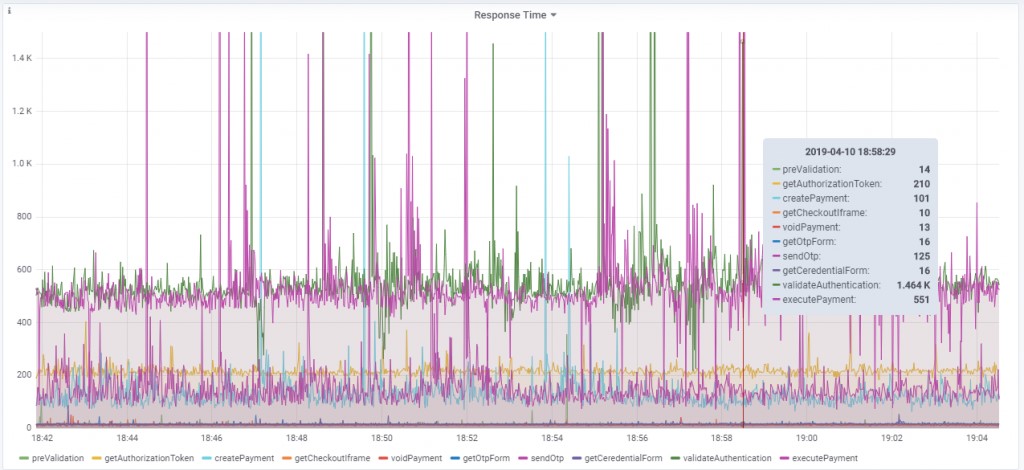 i
Response Time
1.4 K
1.2 K
1.0 K
800
600
400
200
0
2019-04-10 18:58:29
preValidation: 14
getAuthorizationToken: 210
createPayment: 101
getCheckoutIframe: 10
voidPayment: 13
getOtpForm: 16
sendOtp: 125
getCeredentialForm: 16
validateAuthentication: 1.464 K
executePayment: 551
18:42 18:44 18:46 18:48 18:50 18:52 18:54 18:56 18:58 19:00 19:02 19:04
preValidation getAuthorizationToken createPayment getCheckoutIframe voidPayment getOtpForm sendOtp getCeredentialForm validateAuthentication executePayment